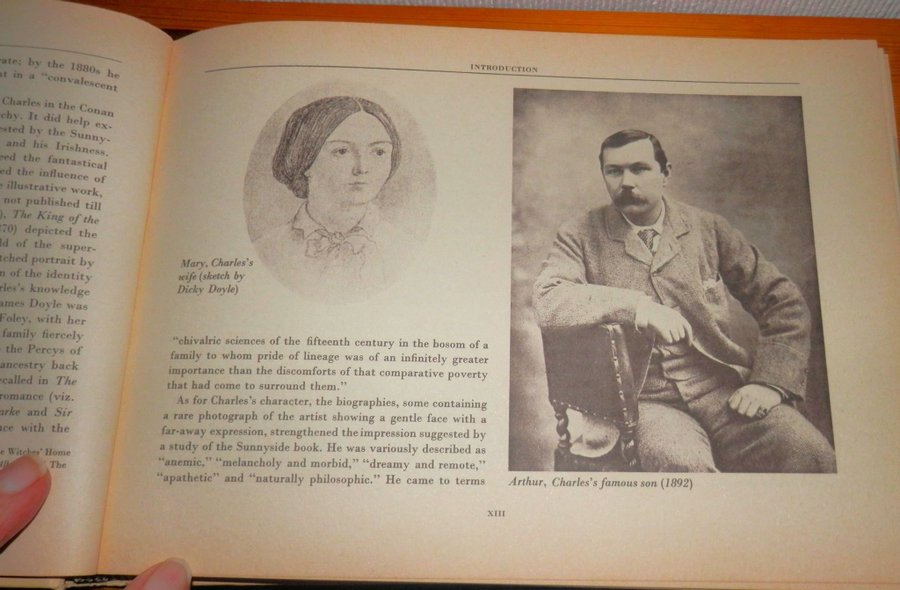 rate; by the 1880s he
in a "convalescent
Charles in the Conan
chy. It did help ex-
ested by the Sunny-
and his Irishness.
eed the fantastical
ed the influence of
illustrative work,
not published till
The King of the
70) depicted the
ld of the super-
tched portrait by
n of the identity
rles's knowledge
ames Doyle was
Foley, with her
family fiercely
the Percys of
ancestry back
ecalled in The
romance (viz.
arke and Sir
nce with the
Witches' Home
The
INTRODUCTION
Mary, Charles's
wife (sketch by
Dicky Doyle)
"chivalric sciences of the fifteenth century in the bosom of a
family to whom pride of lineage was of an infinitely greater
importance than the discomforts of that comparative poverty
that had come to surround them."
As for Charles's character, the biographies, some containing
a rare photograph of the artist showing a gentle face with a
far-away expression, strengthened the impression suggested by
a study of the Sunnyside book. He was variously described as
"anemic," "melancholy and morbid," "dreamy and remote,"
"apathetic" and "naturally philosophic." He came to terms
Arthur, Charles's famous son (1892)
XIII